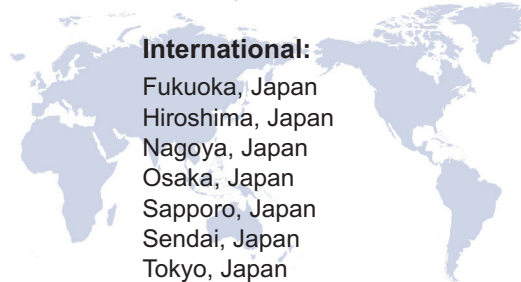 International:
Fukuoka, Japan
Hiroshima, Japan
Nagoya, Japan
Osaka, Japan
Sapporo, Japan
Sendai, Japan
Tokyo, Japan